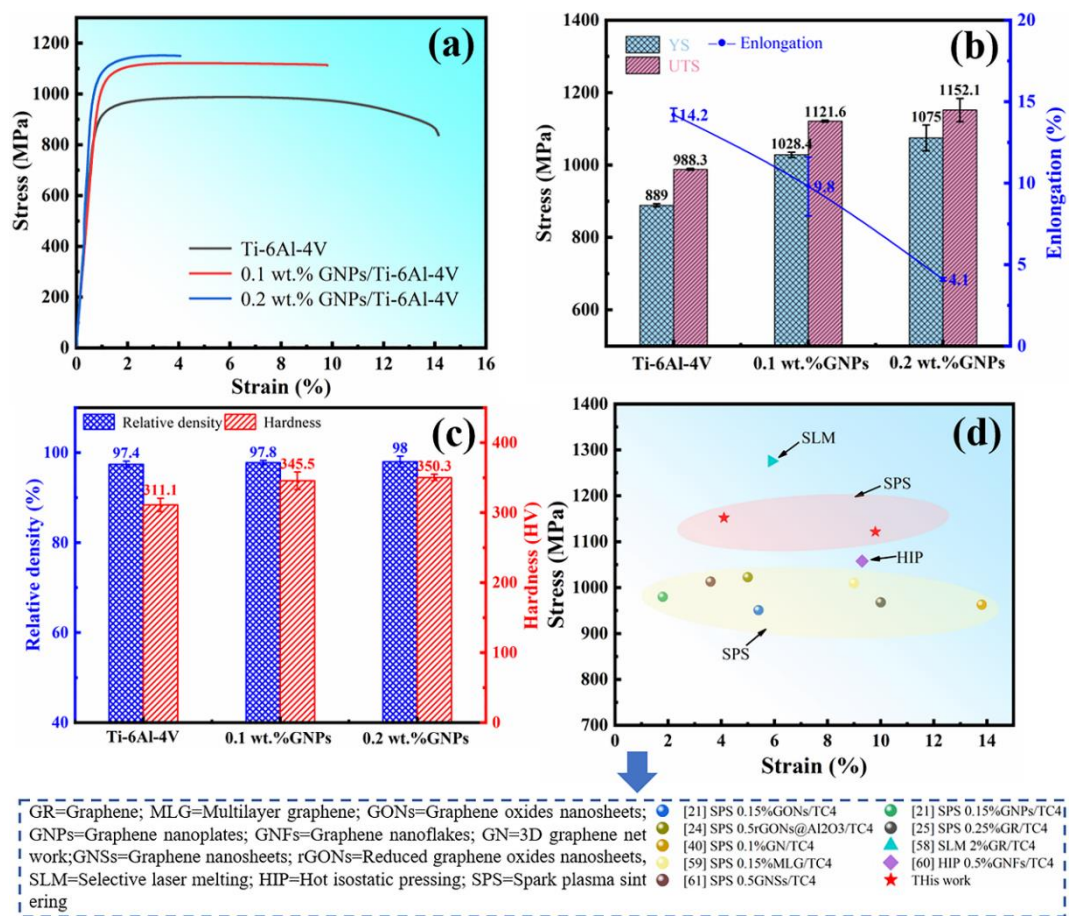 (a)
1200
1000
800
600
400
200
0
Stress (MPa)
Ti-6Al-4V
0.1 wt.% GNPs/Ti-6Al-4V
0.2 wt.% GNPs/Ti-6Al-4V
0 2 4 6 8 10 12 14 16
Strain (%)
(b)
YS
UTS
Enlongation
1400
1200
1000
800
600
Stress (MPa)
20
15
10
5
0
Enlongation (%)
889
988.3
14.2
1028.4
1121.6
9.8
1075
1152.1
4.1
Ti-6Al-4V 0.1 wt.%GNPs 0.2 wt.%GNPs
(c)
Relative density Hardness
100
80
60
40
Relative density (%)
400
300
200
100
0
Hardness (HV)
97.4
311.1
97.8
345.5
98
350.3
Ti-6Al-4V 0.1 wt.%GNPs 0.2 wt.%GNPs
(d)
1400
1300
1200
1100
1000
900
800
700
Stress (MPa)
SLM
SPS
HIP
SPS
0 2 4 6 8 10 12 14
Strain (%)
GR=Graphene; MLG=Multilayer graphene; GONs=Graphene oxides nanosheets;
GNPs=Graphene nanoplates; GNFs=Graphene nanoflakes; GN=3D graphene net
work;GNSs=Graphene nanosheets; rGONs=Reduced graphene oxides nanosheets,
SLM=Selective laser melting; HIP=Hot isostatic pressing; SPS=Spark plasma sint
ering
[21] SPS 0.15%GONs/TC4
[24] SPS 0.5rGONs@Al2O3/TC4
[40] SPS 0.1%GN/TC4
[59] SPS 0.15%MLG/TC4
[61] SPS 0.5GNSs/TC4
[21] SPS 0.15%GNPs/TC4
[25] SPS 0.25%GR/TC4
[58] SLM 2%GR/TC4
[60] HIP 0.5%GNFs/TC4
THis work